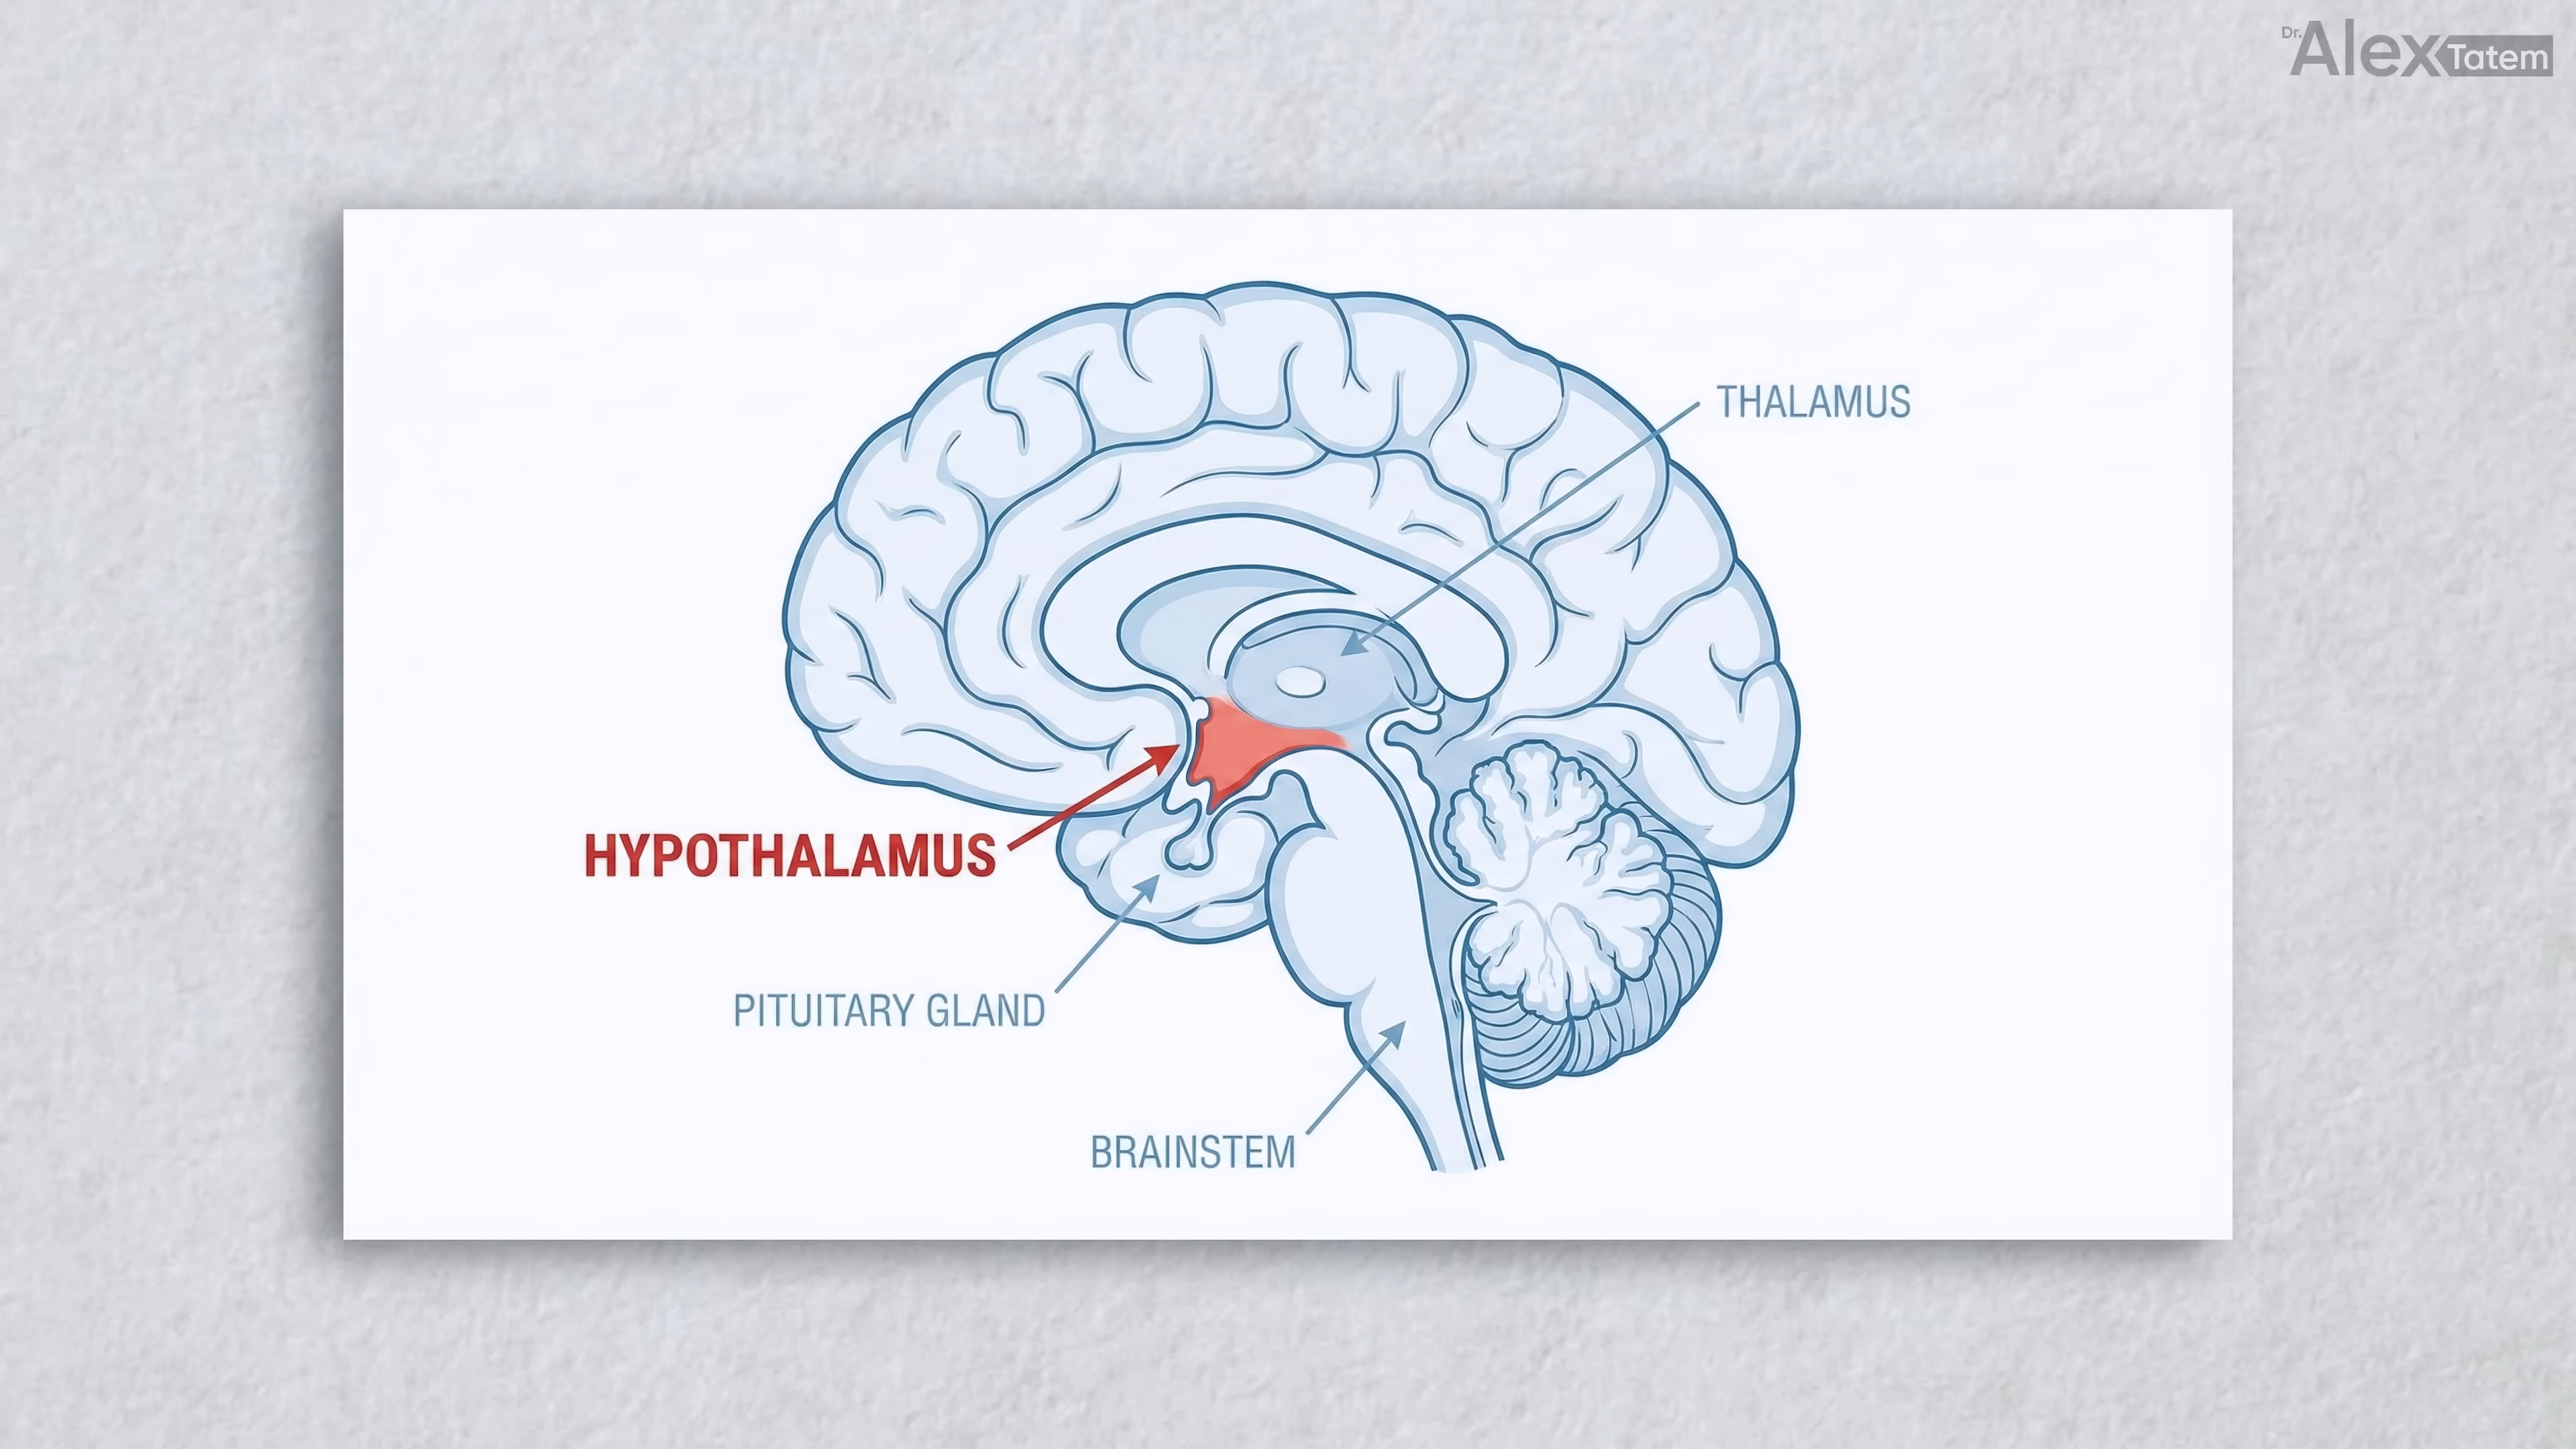 Dr. Alex Tatem
THALAMUS
HYPOTHALAMUS
PITUITARY GLAND
BRAINSTEM